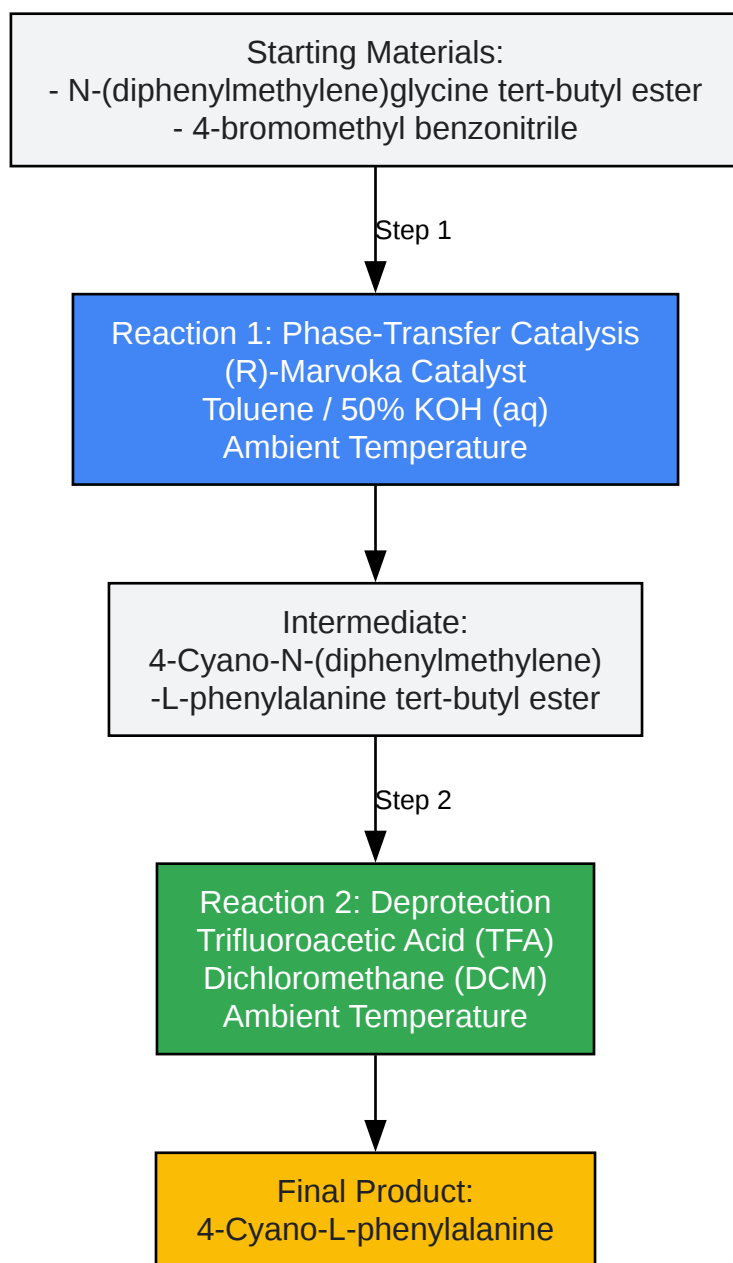 Starting Materials:
- N-(diphenylmethylene)glycine tert-butyl ester
- 4-bromomethyl benzonitrile
Step 1
Reaction 1: Phase-Transfer Catalysis
(R)-Marvoka Catalyst
Toluene / 50% KOH (aq)
Ambient Temperature
Intermediate:
4-Cyano-N-(diphenylmethylene)
-L-phenylalanine tert-butyl ester
Step 2
Reaction 2: Deprotection
Trifluoroacetic Acid (TFA)
Dichloromethane (DCM)
Ambient Temperature
Final Product:
4-Cyano-L-phenylalanine